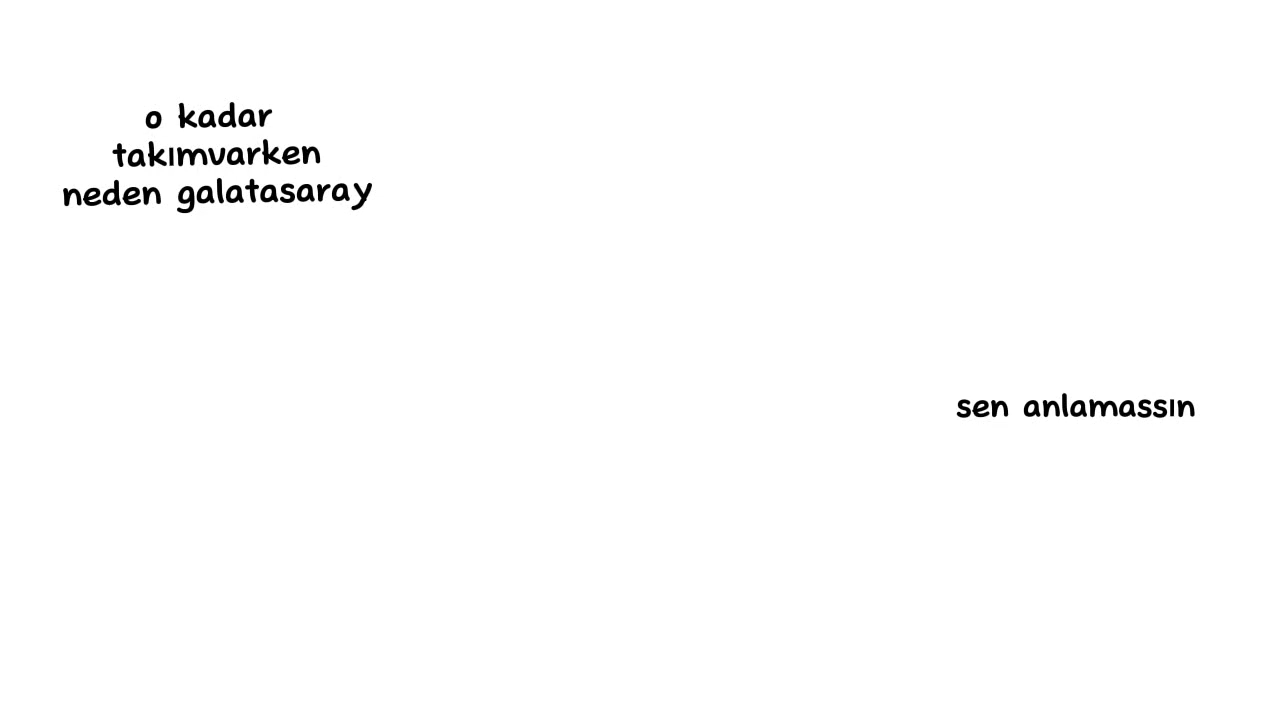 o kadar
takımvarken
neden galatasaray
sen anlamassın